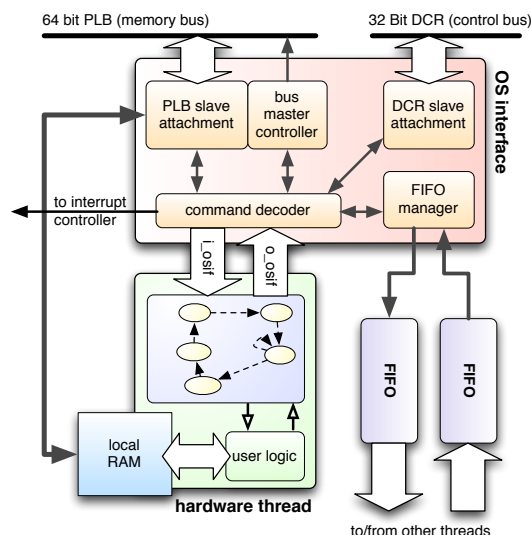 64 bit PLB (memory bus)
32 Bit DCR (control bus)
PLB slave
attachment
bus
master
controller
DCR slave
attachment
OS interface
to interrupt
controller
command decoder
FIFO
manager
i_osif
o_osif
FIFO
FIFO
local
RAM
user logic
hardware thread
to/from other threads